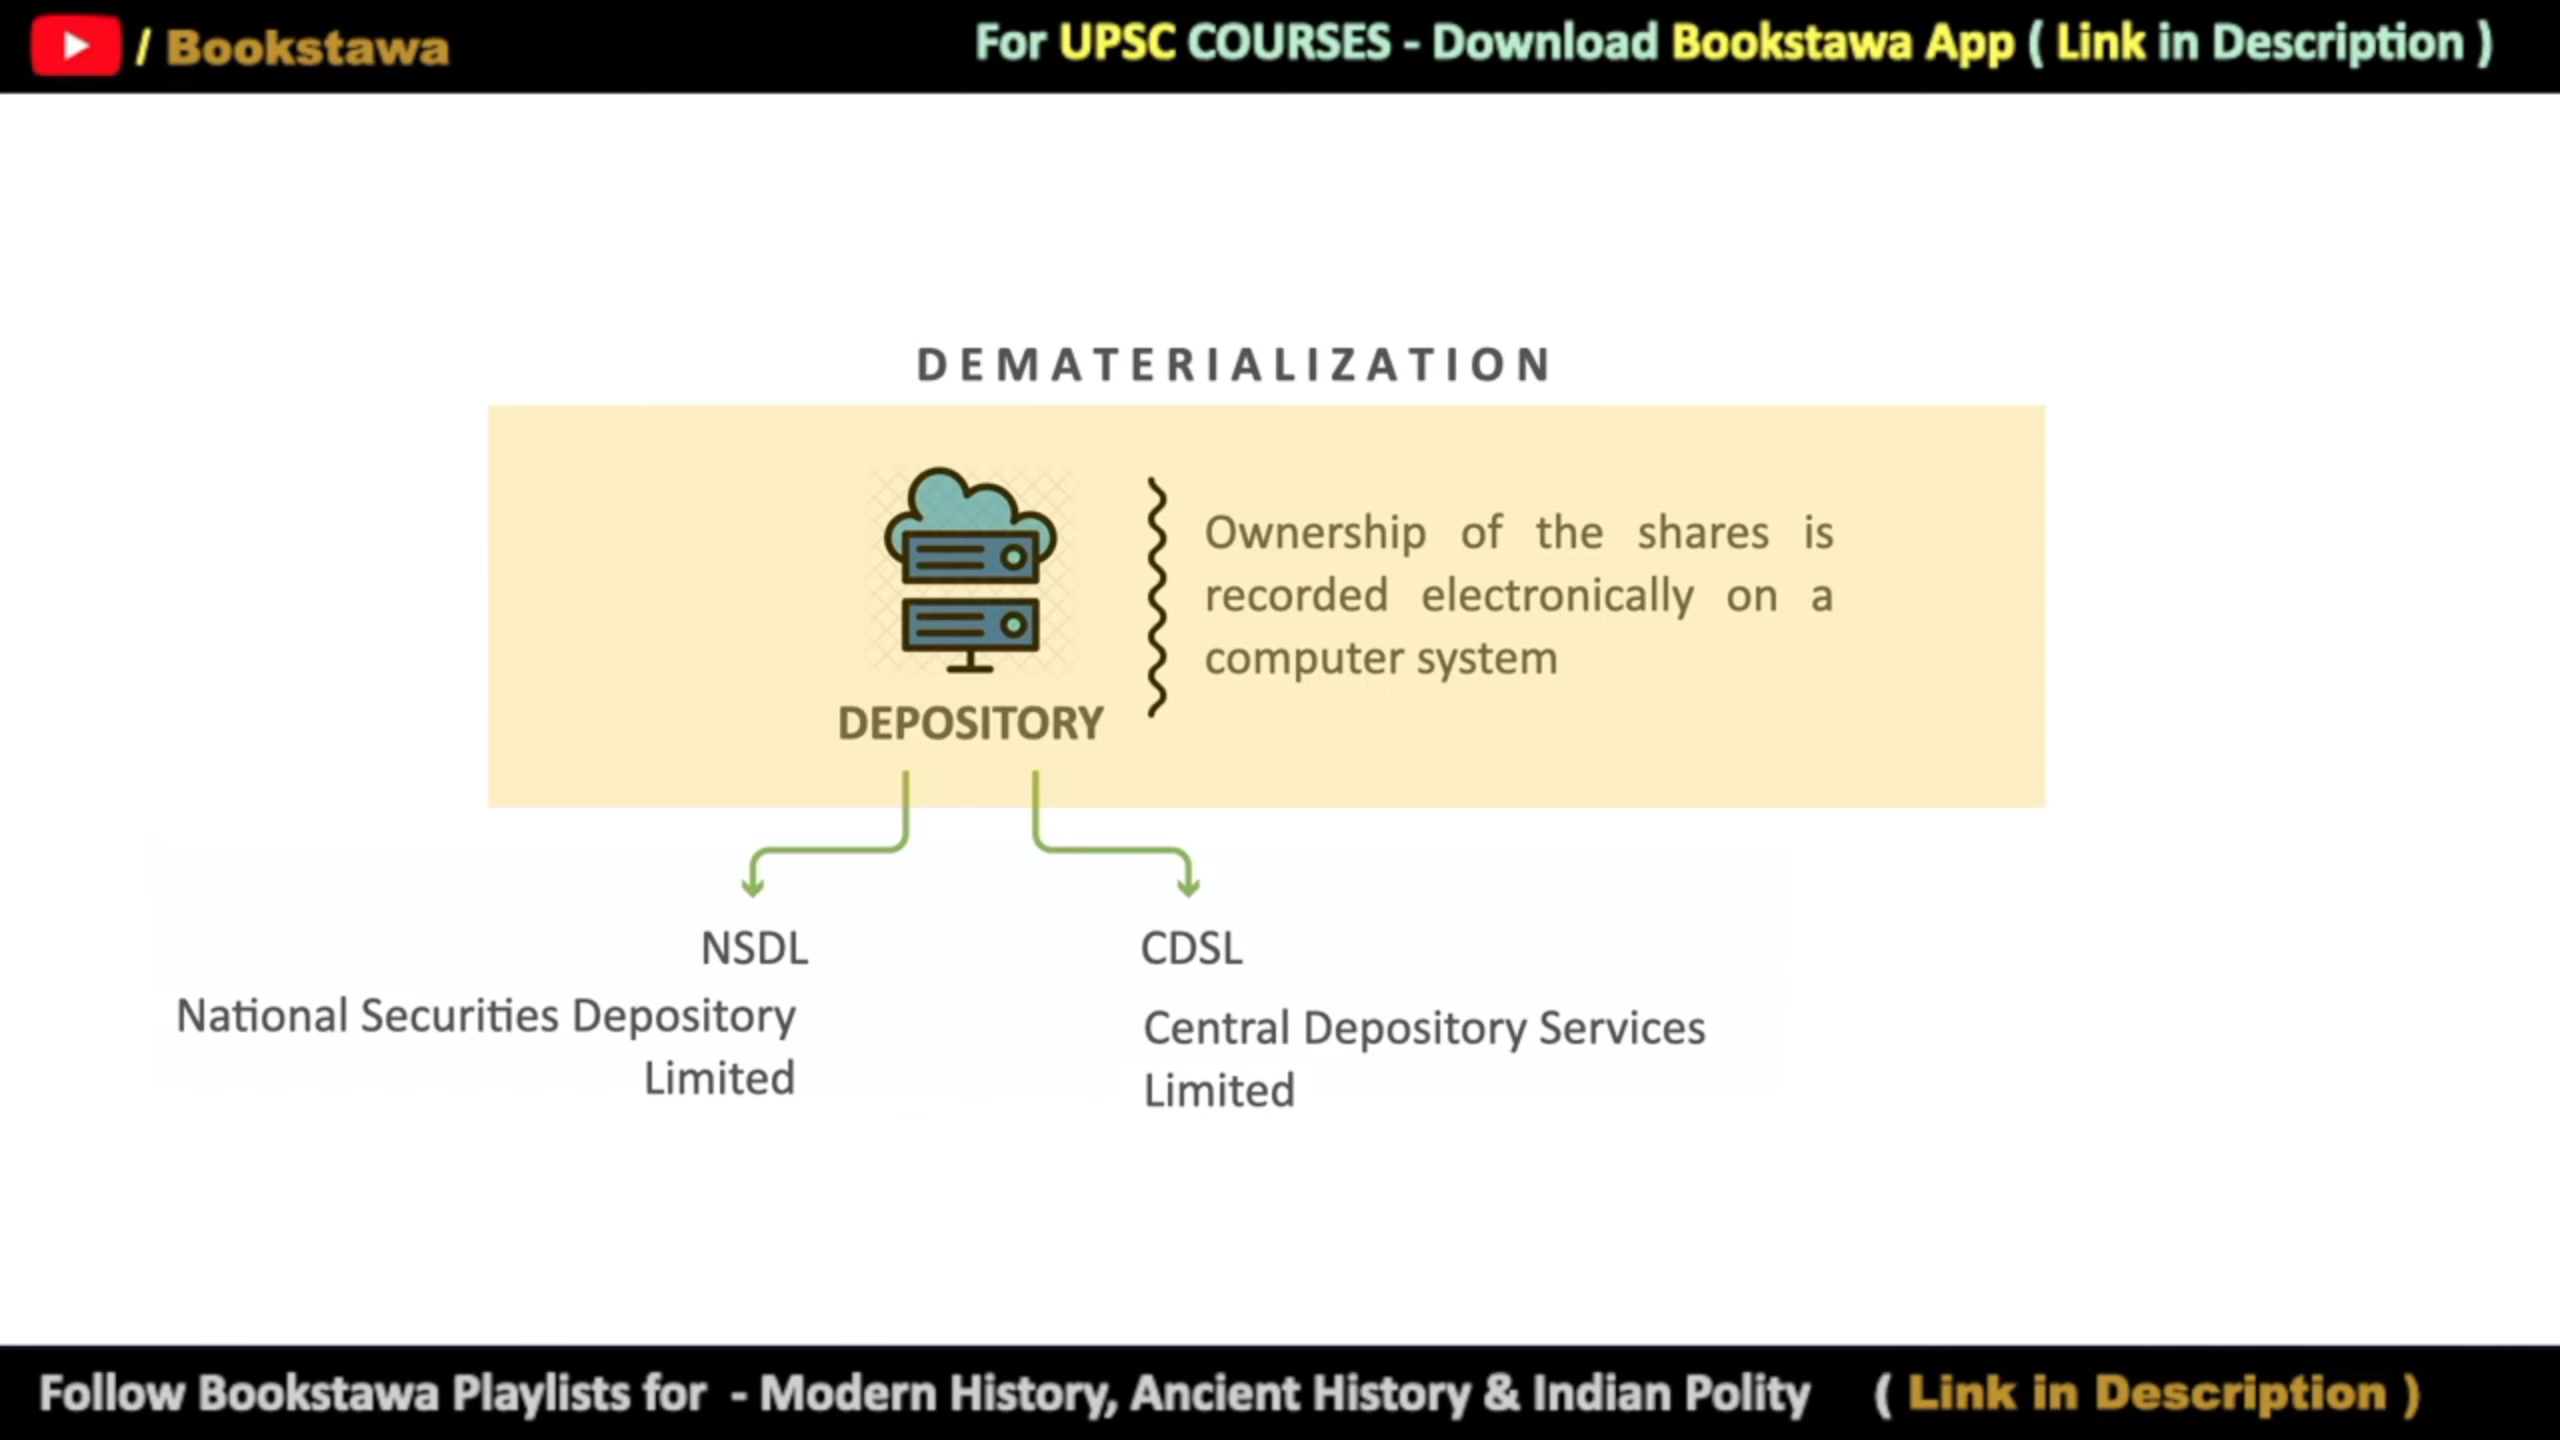 / Bookstawa
For UPSC COURSES - Download Bookstawa App ( Link in Description )
DEMATERIALIZATION
Ownership of the shares is
recorded electronically on a
computer system
DEPOSITORY
NSDL
National Securities Depository
Limited
CDSL
Central Depository Services
Limited
Follow Bookstawa Playlists for - Modern History, Ancient History & Indian Polity ( Link in Description )